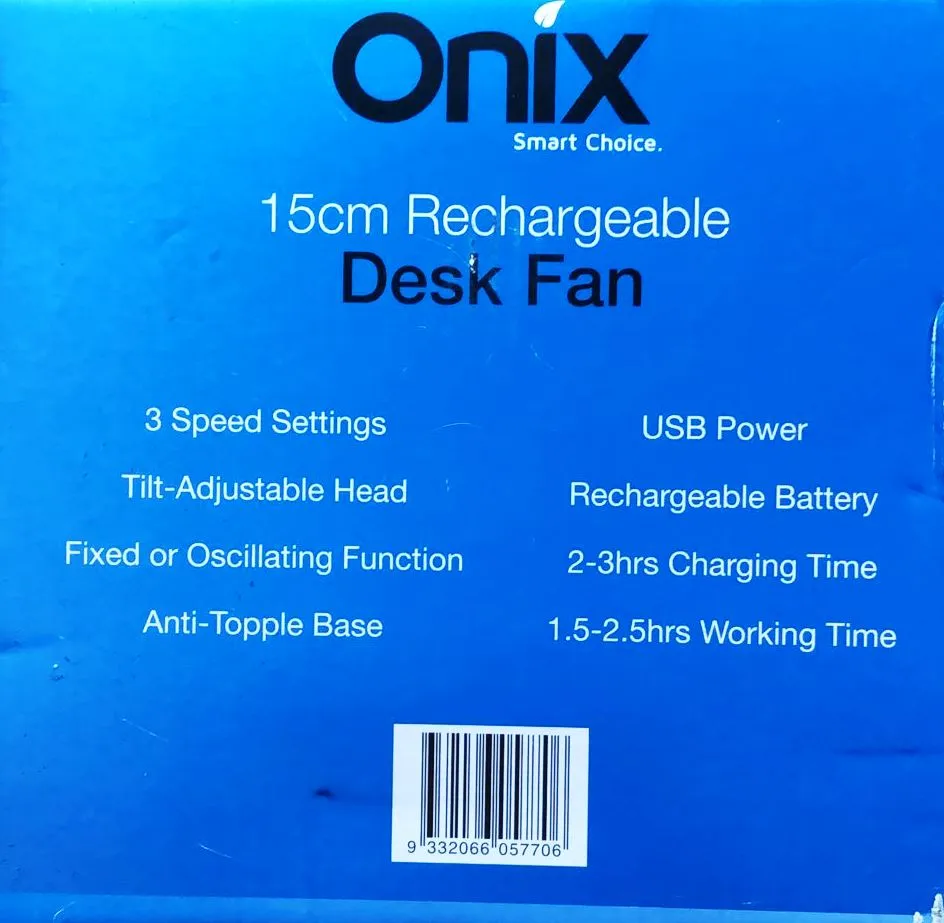 Onix
Smart Choice.
15cm Rechargeable
Desk Fan
3 Speed Settings
Tilt-Adjustable Head
Fixed or Oscillating Function
Anti-Topple Base
USB Power
Rechargeable Battery
2-3hrs Charging Time
1.5-2.5hrs Working Time
9 332066 057706